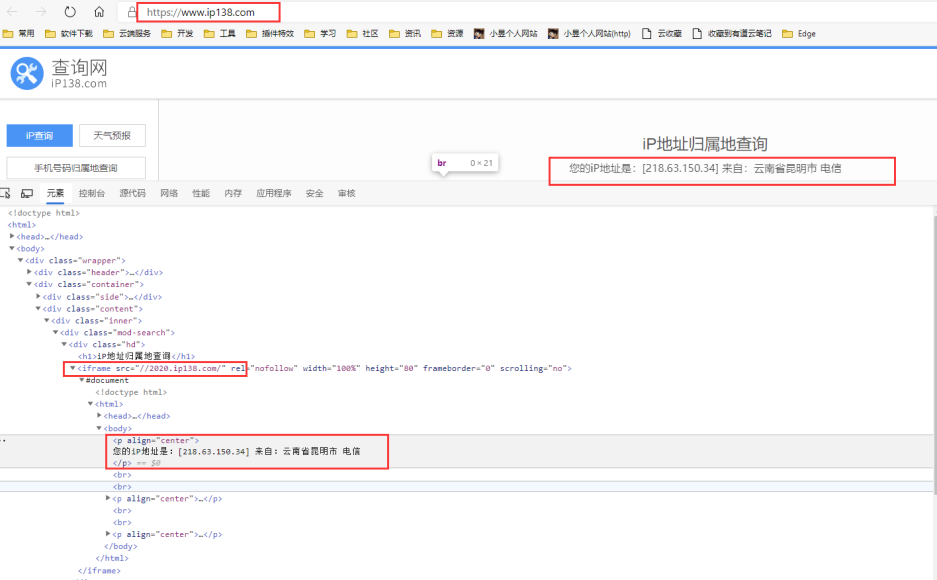 https://www.ip138.com
常用 软件下载 云端服务 开发 工具 插件特效 学习 社区 资讯 资源 小昱个人网站 小昱个人网站(http) 云收藏 收藏到有道云笔记 Edge
查询网
iP138.com
iP查询 天气预报
手机号码归属地查询
iP地址归属地查询
您的iP地址是：[218.63.150.34] 来自：云南省昆明市 电信
br 0 × 21
元素 控制台 源代码 网络 性能 内存 应用程序 安全 审核
<!doctype html>
<html>
<head>…</head>
<body>
<div class="wrapper">
<div class="header">…</div>
<div class="container">
<div class="side">…</div>
<div class="content">
<div class="inner">
<div class="mod-search">
<div class="hd">
<h1>iP地址归属地查询</h1>
<iframe src="//2020.ip138.com/" rel="nofollow" width="100%" height="80" frameborder="0" scrolling="no">
#document
<!doctype html>
<html>
<head>…</head>
<body>
<p align="center">
您的iP地址是：[218.63.150.34] 来自：云南省昆明市 电信
</p> == $0
<br>
<br>
<p align="center">…</p>
<br>
<br>
<p align="center">…</p>
</body>
</html>
</iframe>